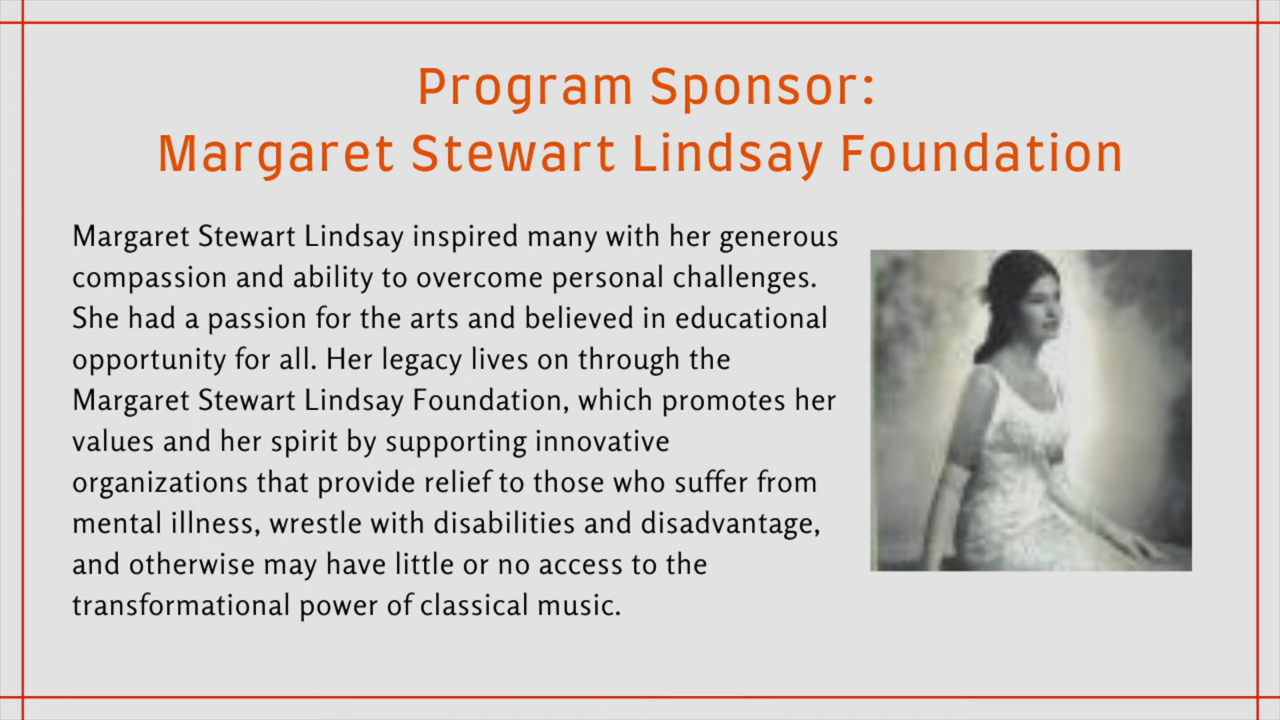 Program Sponsor:
Margaret Stewart Lindsay Foundation
Margaret Stewart Lindsay inspired many with her generous
compassion and ability to overcome personal challenges.
She had a passion for the arts and believed in educational
opportunity for all. Her legacy lives on through the
Margaret Stewart Lindsay Foundation, which promotes her
values and her spirit by supporting innovative
organizations that provide relief to those who suffer from
mental illness, wrestle with disabilities and disadvantage,
and otherwise may have little or no access to the
transformational power of classical music.